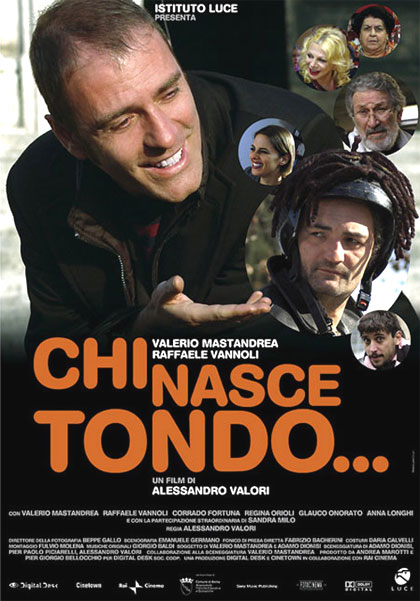 ISTITUTO LUCE
PRESENTA
VALERIO MASTANDREA
RAFFAELE VANNOLI
CHI
NASCE
TONDO...
UN FILM DI
ALESSANDRO VALORI
CON VALERIO MASTANDREA RAFFAELE VANNOLI CORRADO FORTUNA REGINA ORIOLI GLAUCO ONORATO ANNA LONGHI
E CON LA PARTECIPAZIONE STRAORDINARIA DI SANDRA MILO
REGIA ALESSANDRO VALORI
DIRETTORE DELLA FOTOGRAFIA BEPPE GALLO SCENOGRAFIA EMANUELE GERMANO FONICO DI PRESA DIRETTA FABRIZIO BACHERINI COSTUMI DARIA CALVELLI
MONTAGGIO FULVIO MOLENA MUSICHE ORIGINALI GIORGIO BALDI DA UN SOGGETTO DI VALERIO MASTANDREA E ADAMO DIONISI SCENEGGIATURA DI ADAMO DIONISI,
PIER PAOLO PICIARELLI, ALESSANDRO VALORI COLLABORAZIONE ALLA SCENEGGIATURA VALERIO MASTANDREA PRODOTTO DA ANDREA MAROTTI E
PIER GIORGIO BELLOCCHIO PER DIGITAL DESK SOC. COOP. UNA PRODUZIONE DIGITAL DESK E CINETOWN IN COLLABORAZIONE CON RAI CINEMA
Digital Desk Cinetown Rai Cinema Sony Music Publishing DOLBY DIGITAL LUCE